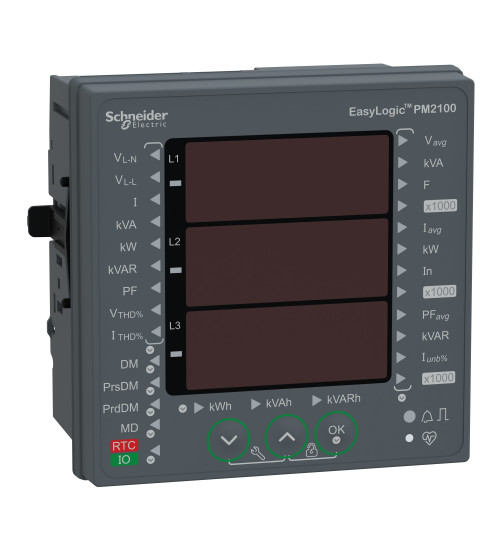 Schneider
Electric
EasyLogic™ PM2100
VL-N
VL-L
I
kVA
kW
kVAR
PF
VTHD%
ITHD%
DM
PrsDM
PrdDM
MD
RTC
IO
L1
L2
L3
Vavg
kVA
F
x1000
Iavg
kW
In
x1000
PFavg
kVAR
Iunb%
x1000
kWh
kVAh
kVARh
OK